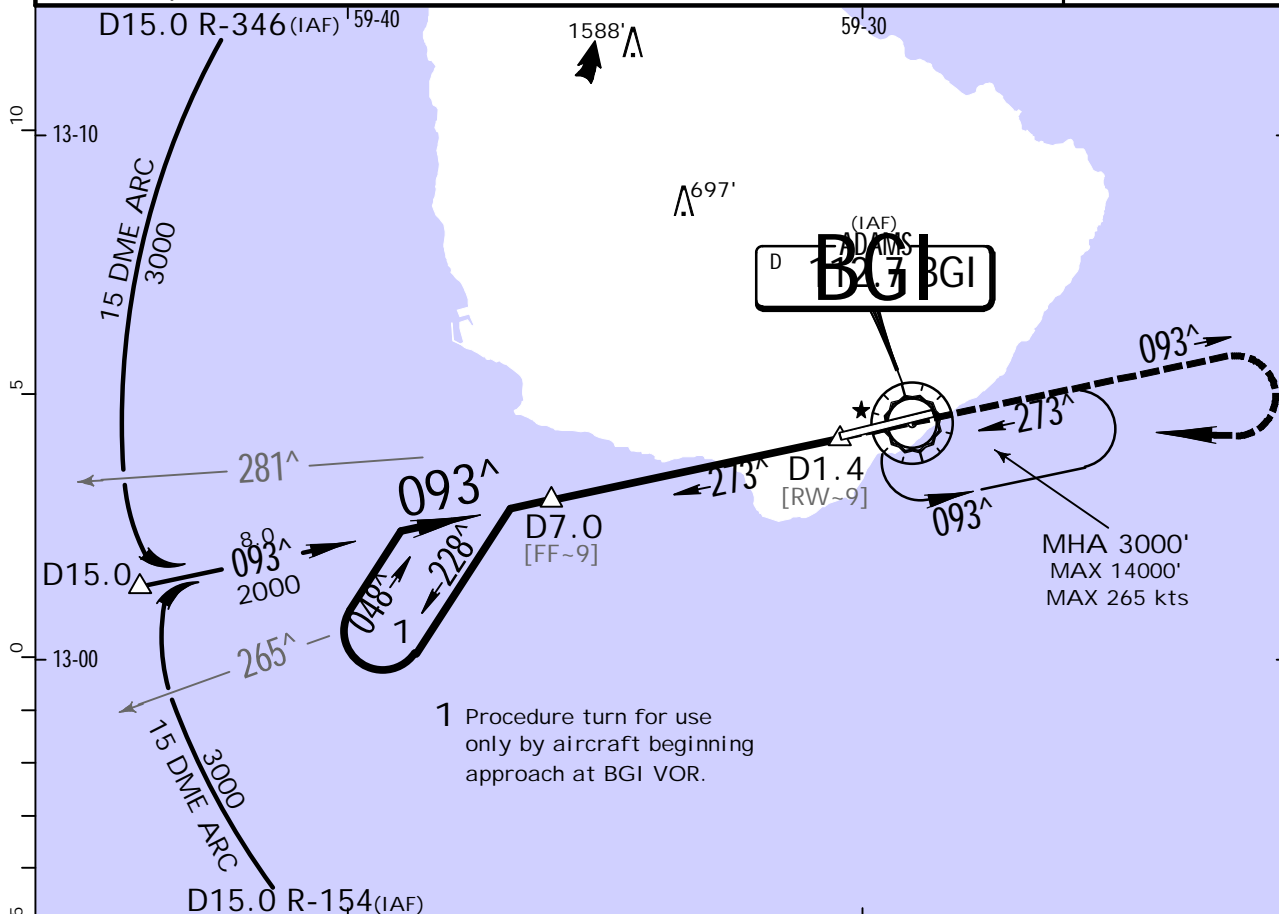 D15.0 R-346 (IAF)
59-40
1588'
59-30
10
13-10
15 DME ARC
3000
697'
(IAF)
ADAMS
BGI
D 112.7 BGI
093^
5
273^
281^
093^
D1.4
[RW~9]
273^
D7.0
[FF~9]
093^
8.0
093^
2000
D15.0
228^
048^
1
MHA 3000'
MAX 14000'
MAX 265 kts
0
13-00
265^
1 Procedure turn for use
only by aircraft beginning
approach at BGI VOR.
3000
15 DME ARC
D15.0 R-154 (IAF)
5